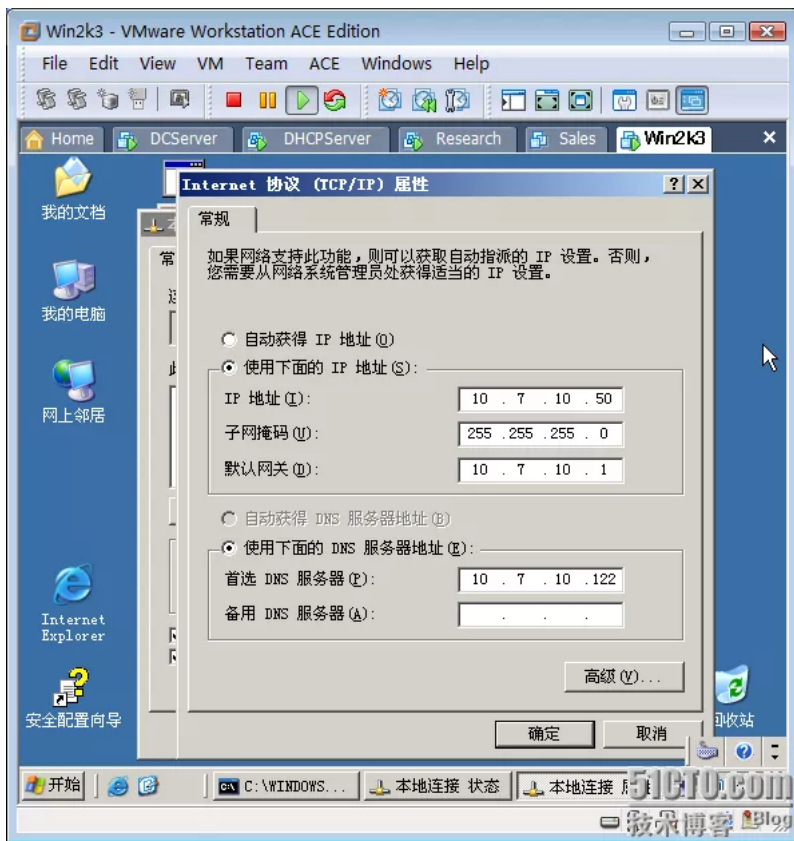 Win2k3 - VMware Workstation ACE Edition
File Edit View VM Team ACE Windows Help
Home DCServer DHCPServer Research Sales Win2k3
我的文档
我的电脑
网上邻居
Internet Explorer
安全配置向导
Internet 协议 (TCP/IP) 属性
常规
如果网络支持此功能，则可以获取自动指派的 IP 设置。否则，
您需要从网络系统管理员处获得适当的 IP 设置。
自动获得 IP 地址(O)
使用下面的 IP 地址(S):
IP 地址(I): 10 . 7 . 10 . 50
子网掩码(U): 255 . 255 . 255 . 0
默认网关(D): 10 . 7 . 10 . 1
自动获得 DNS 服务器地址(B)
使用下面的 DNS 服务器地址(E):
首选 DNS 服务器(P): 10 . 7 . 10 . 122
备用 DNS 服务器(A): . . .
高级(V)...
确定 取消
回收站
常
开始 C:\WINDOWS... 本地连接 状态 本地连接 属
51CTO.com
技术博客 Blog